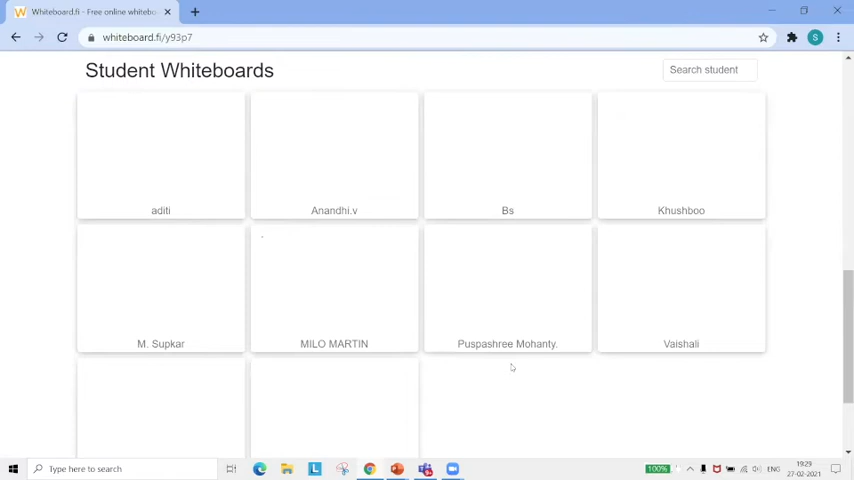 Whiteboard.fi - Free online whitebo
whiteboard.fi/y93p7
S
Student Whiteboards
Search student
aditi
Anandhi.v
Bs
Khushboo
M. Supkar
MILO MARTIN
Puspashree Mohanty.
Vaishali
Type here to search
L
100%
ENG
19:29
27-02-2021